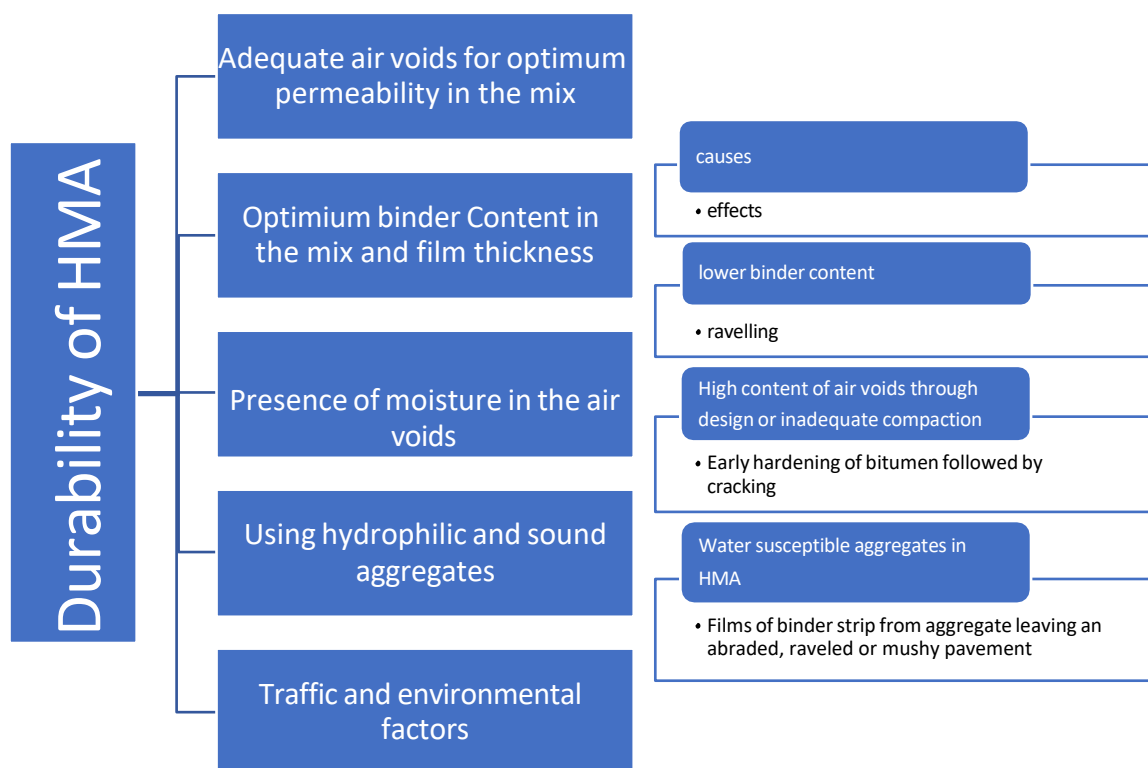 Durability of HMA
Adequate air voids for optimum
permeability in the mix
Optimium binder Content in
the mix and film thickness
Presence of moisture in the air
voids
Using hydrophilic and sound
aggregates
Traffic and environmental
factors
causes
• effects
lower binder content
• ravelling
High content of air voids through
design or inadequate compaction
• Early hardening of bitumen followed by
cracking
Water susceptible aggregates in
HMA
• Films of binder strip from aggregate leaving an
abraded, raveled or mushy pavement